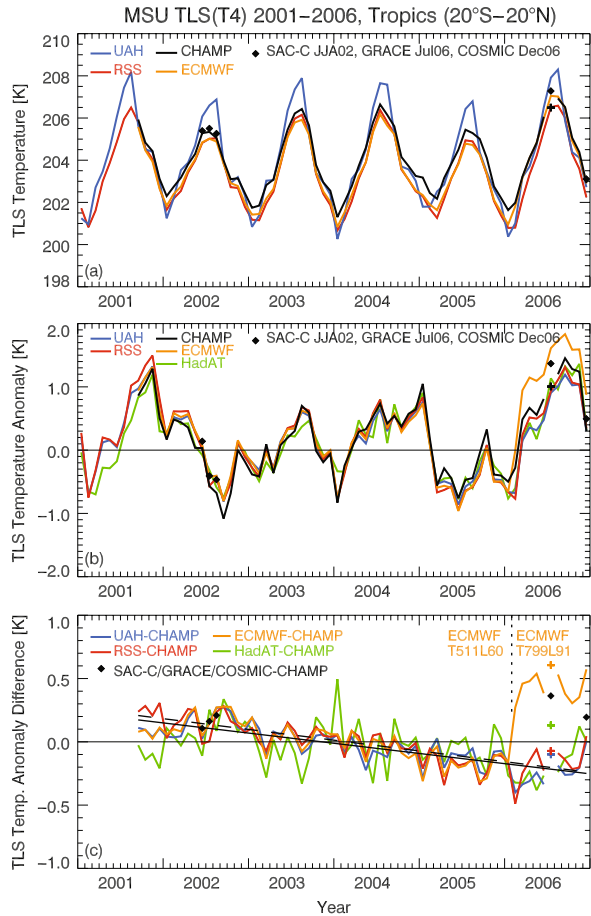 MSU TLS(T4) 2001−2006, Tropics (20°S−20°N)
TLS Temperature [K]
210
208
206
204
202
200
198
UAH
CHAMP
SAC-C JJA02, GRACE Jul06, COSMIC Dec06
RSS
ECMWF
(a)
2001 2002 2003 2004 2005 2006
TLS Temperature Anomaly [K]
2.0
1.0
0.0
−1.0
−2.0
UAH
CHAMP
SAC-C JJA02, GRACE Jul06, COSMIC Dec06
RSS
ECMWF
HadAT
(b)
2001 2002 2003 2004 2005 2006
TLS Temp. Anomaly Difference [K]
1.0
0.5
0.0
−0.5
−1.0
UAH-CHAMP
ECMWF-CHAMP
RSS-CHAMP
HadAT-CHAMP
SAC-C/GRACE/COSMIC-CHAMP
ECMWF
T511L60
ECMWF
T799L91
(c)
2001 2002 2003 2004 2005 2006
Year